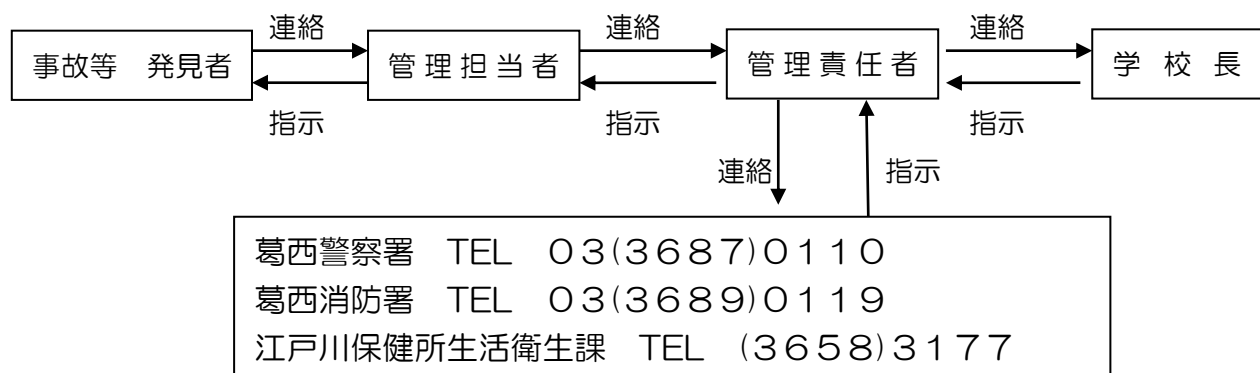 連絡　連絡　連絡
事故等　発見者　管理担当者　管理責任者　学校長
指示　指示　指示
連絡　指示
葛西警察署　TEL　０３(３６８７)０１１０
葛西消防署　TEL　０３(３６８９)０１１９
江戸川保健所生活衛生課　TEL　(３６５８)３１７７